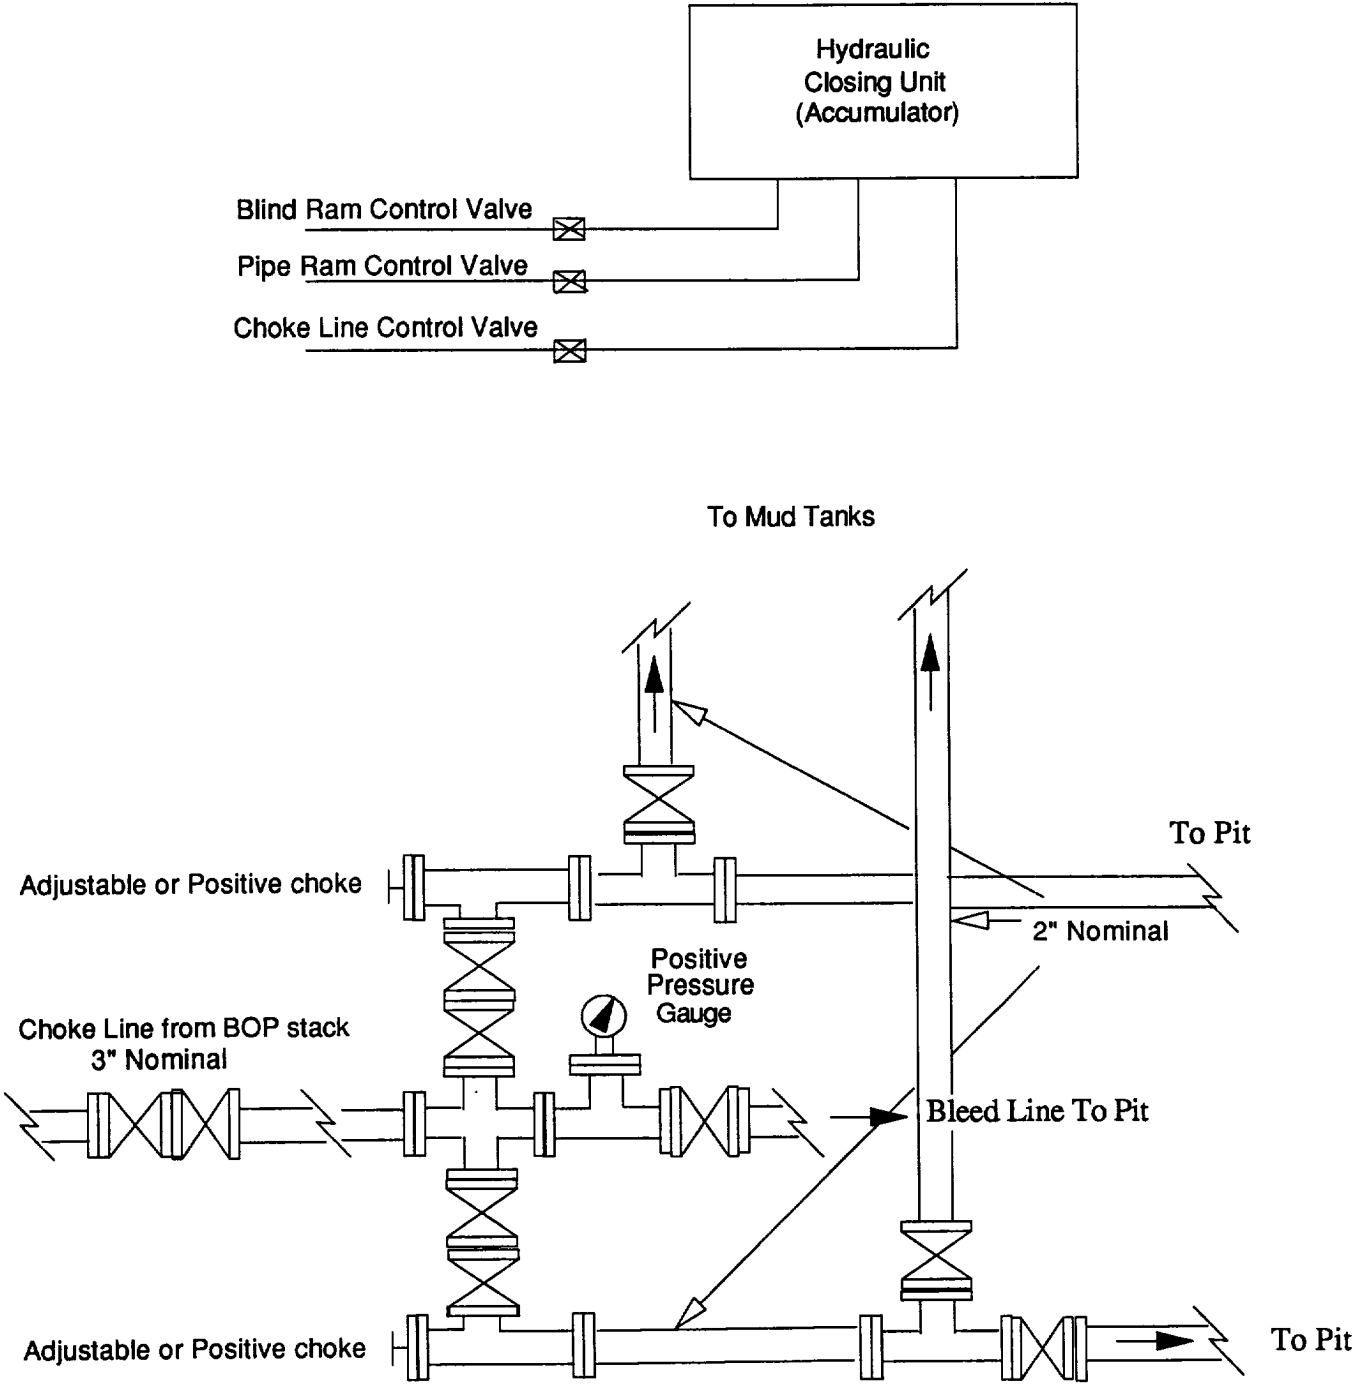 Hydraulic
Closing Unit
(Accumulator)
Blind Ram Control Valve
Pipe Ram Control Valve
Choke Line Control Valve
To Mud Tanks
To Pit
Adjustable or Positive choke
2" Nominal
Positive
Pressure
Gauge
Choke Line from BOP stack
3" Nominal
Bleed Line To Pit
Adjustable or Positive choke
To Pit